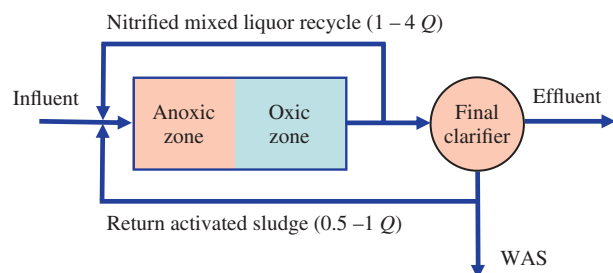 Nitrified mixed liquor recycle (1 – 4 Q)
Influent
Anoxic
zone
Oxic
zone
Final
clarifier
Effluent
Return activated sludge (0.5 –1 Q)
WAS